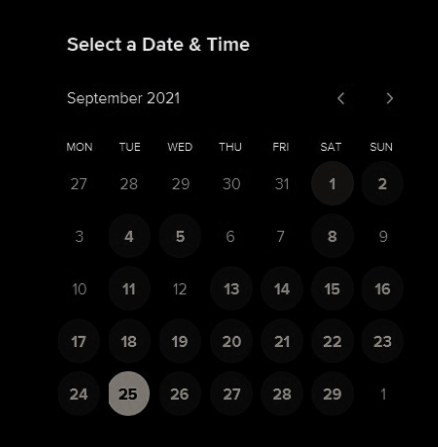 Select a Date & Time
September 2021
MON TUE WED THU FRI SAT SUN
27 28 29 30 31 1 2
3 4 5 6 7 8 9
10 11 12 13 14 15 16
17 18 19 20 21 22 23
24 25 26 27 28 29 1